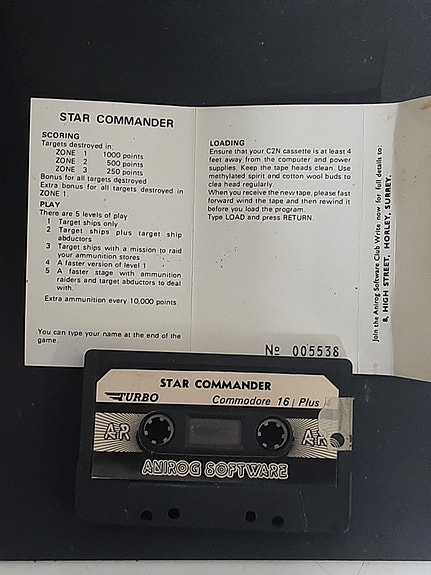 STAR COMMANDER
SCORING
Targets destroyed in:
ZONE 1 1000 points
ZONE 2 500 points
ZONE 3 250 points
Bonus for all targets destroyed
Extra bonus for all targets destroyed in
ZONE 1.
PLAY
There are 5 levels of play
1 Target ships only
2 Targets ships plus target ship
abductors
3 Target ships with a mission to raid
your ammunition stores
4 A faster version of level 1
5 A faster stage with ammunition
raiders and target abductors to deal
with.
Extra ammunition every 10,000 points.
You can type your name at the end of the
game.
LOADING
Ensure that your C2N cassette is at least 4
feet away from the computer and power
supplies. Keep the tape heads clean. Use
methylated spirit and cotton wool buds to
clea head regularly.
When you receive the new tape, please fast
forward wind the tape and then rewind it
before you load the program.
Type LOAD and press RETURN
No 005538
Join the Anirog Software Club Write now for full details to:
8, HIGH STREET, HORLEY, SURREY.
STAR COMMANDER
TURBO
Commodore 16 | Plus
AR
AR
ANIROG SOFTWARE